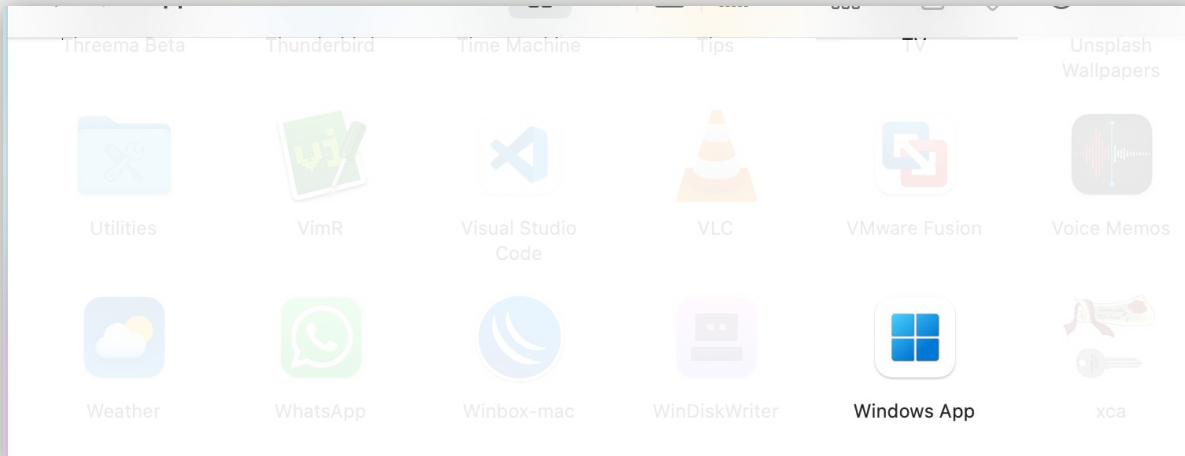 Threema Beta Thunderbird Time Machine Tips TV Unsplash
Wallpapers
vi
Utilities VimR Visual Studio VLC VMware Fusion Voice Memos
Code
Weather WhatsApp Winbox-mac WinDiskWriter Windows App xca